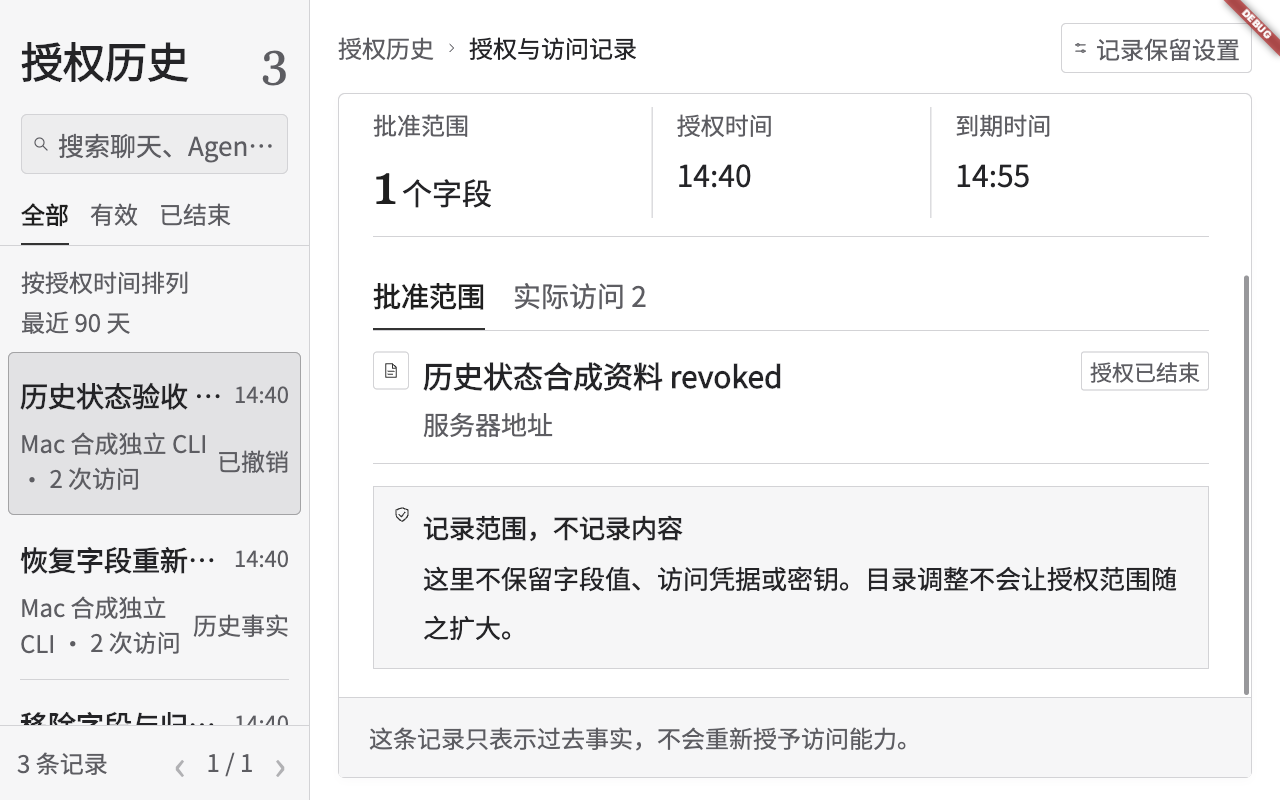 授权历史
3
搜索聊天、Agen…
全部 有效 已结束
按授权时间排列
最近 90 天
历史状态验收 … 14:40
Mac 合成独立 CLI
· 2 次访问
已撤销
恢复字段重新… 14:40
Mac 合成独立
CLI · 2 次访问
历史事实
移除字段与归… 14:40
3 条记录
‹ 1 / 1 ›
授权历史 › 授权与访问记录
记录保留设置
DEBUG
批准范围
1 个字段
授权时间
14:40
到期时间
14:55
批准范围 实际访问 2
历史状态合成资料 revoked
服务器地址
授权已结束
记录范围，不记录内容
这里不保留字段值、访问凭据或密钥。目录调整不会让授权范围随
之扩大。
这条记录只表示过去事实，不会重新授予访问能力。